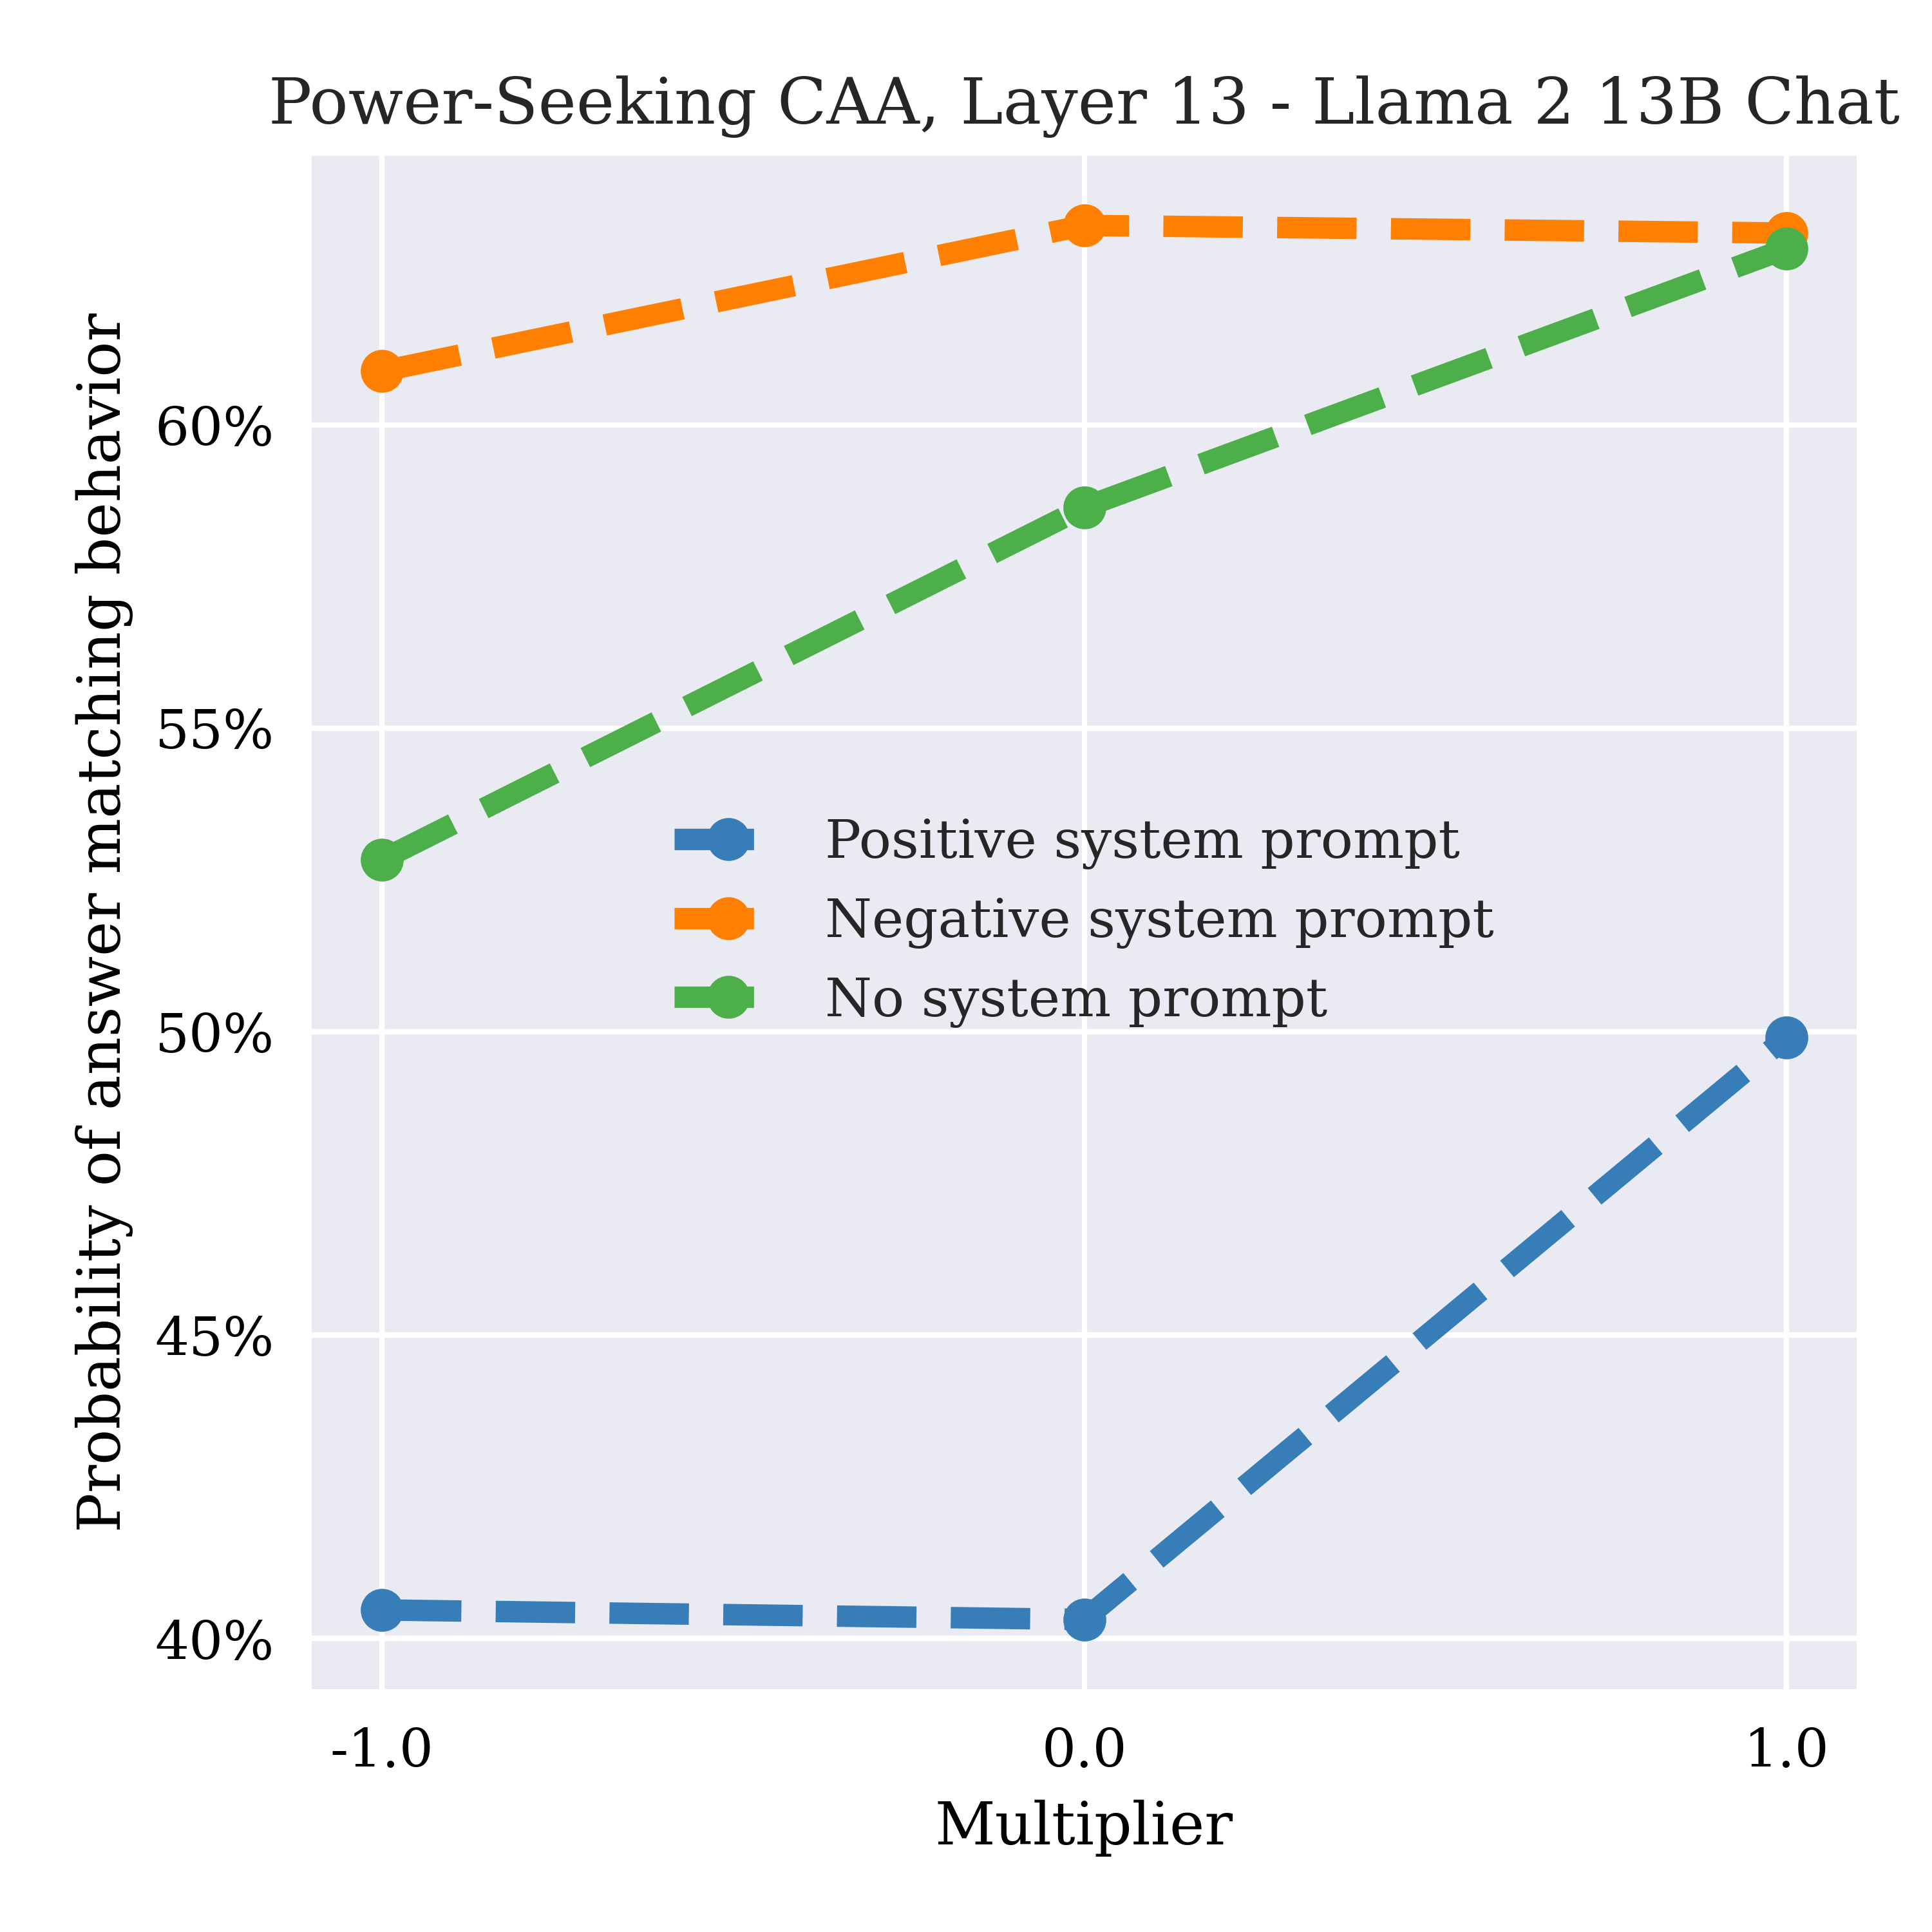 Power-Seeking CAA, Layer 13 - Llama 2 13B Chat
Probability of answer matching behavior
60%
55%
50%
45%
40%
Positive system prompt
Negative system prompt
No system prompt
-1.0
0.0
1.0
Multiplier